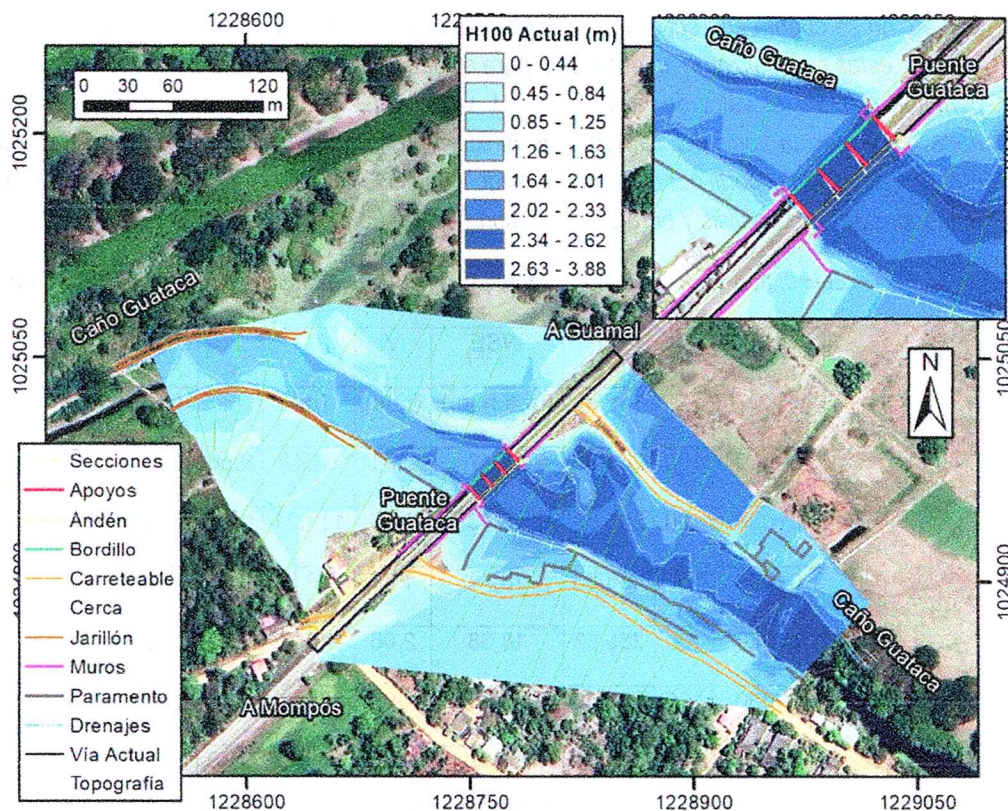 1228600
H100 Actual (m)
0 - 0.44
0.45 - 0.84
0.85 - 1.25
1.26 - 1.63
1.64 - 2.01
2.02 - 2.33
2.34 - 2.62
2.63 - 3.88
0 30 60 120
m
Caño Guataca
Puente
Guataca
1025200
Caño Guataca
1025050
A Guamal
1025050
N
Secciones
Apoyos
Andén
Bordillo
Carreteable
Cerca
Jarillón
Muros
Paramento
Drenajes
Vía Actual
Topografía
Puente
Guataca
1024900
Caño Guataca
A Mompós
1228600
1228750
1228900
1229050